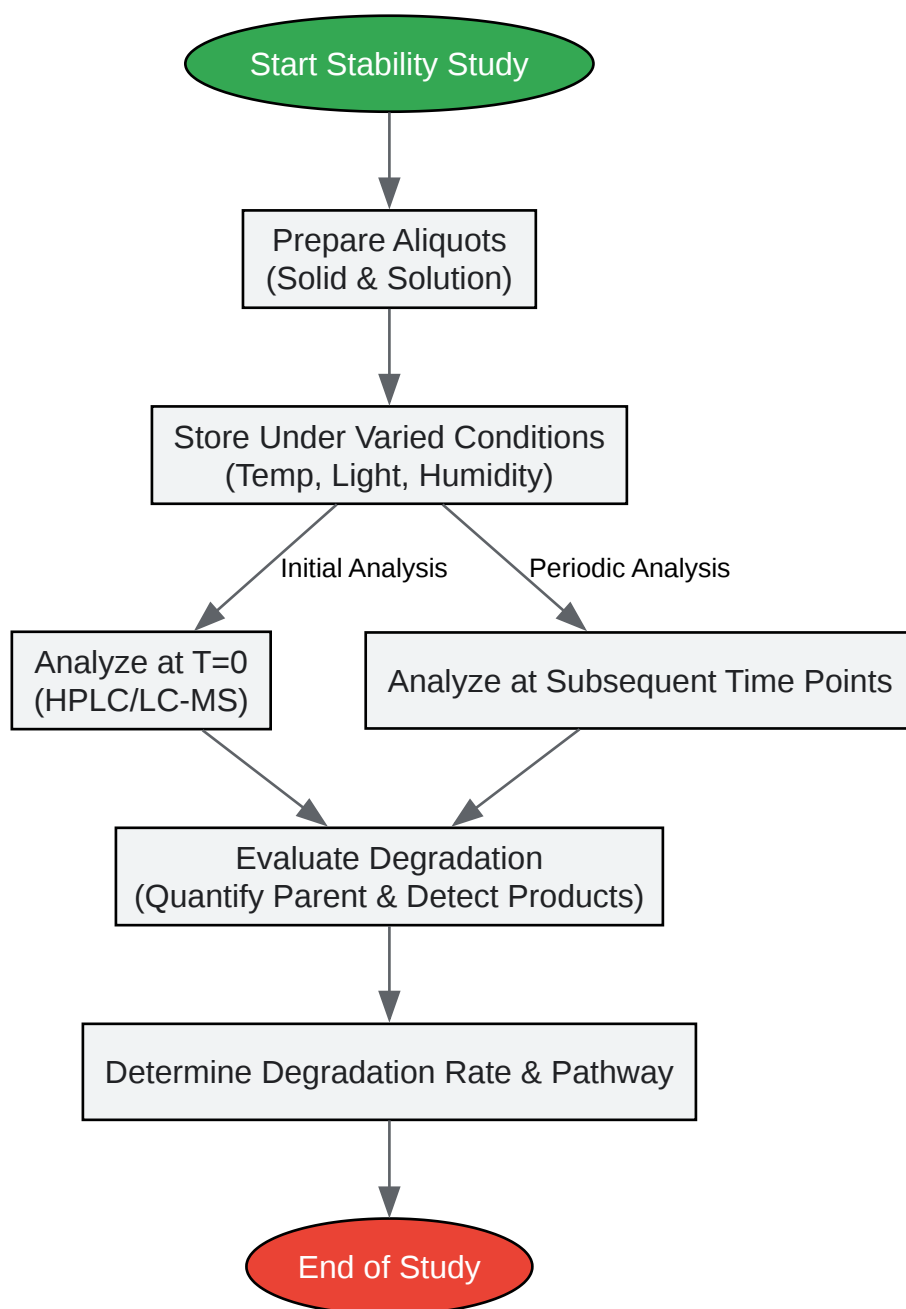 Start Stability Study
Prepare Aliquots
(Solid & Solution)
Store Under Varied Conditions
(Temp, Light, Humidity)
Initial Analysis
Periodic Analysis
Analyze at T=0
(HPLC/LC-MS)
Analyze at Subsequent Time Points
Evaluate Degradation
(Quantify Parent & Detect Products)
Determine Degradation Rate & Pathway
End of Study